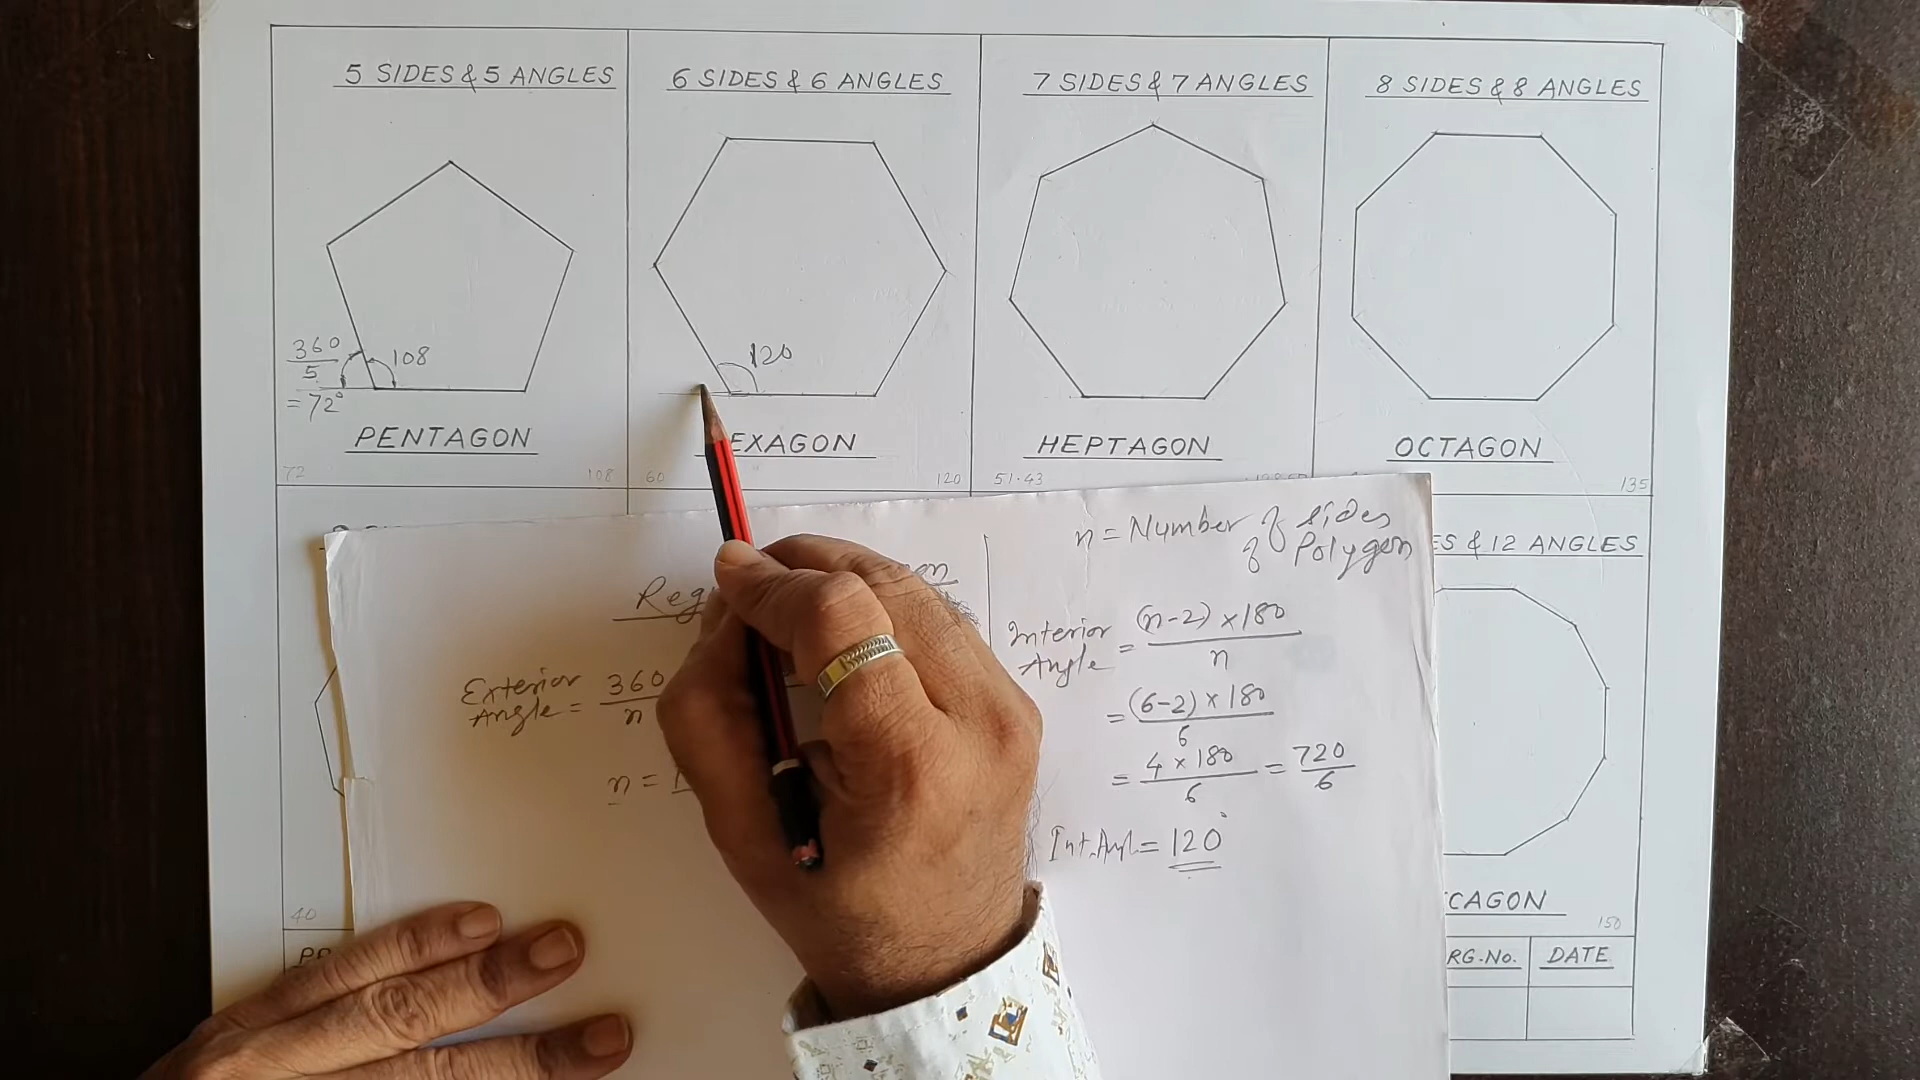 5 SIDES & 5 ANGLES
6 SIDES & 6 ANGLES
7 SIDES & 7 ANGLES
8 SIDES & 8 ANGLES
360
5
= 72°
108
120
PENTAGON
EXAGON
HEPTAGON
OCTAGON
72
108
60
120
51.43
135
ES & 12 ANGLES
n = Number of sides
of Polygon
Reg
Exterior
Angle = 360
n
n =
Interior
Angle = (n-2) x 180
n
= (6-2) x 180
6
= 4 x 180 = 720
6 6
Int. Angl = 120°
40
CAGON
150
RG.No.
DATE